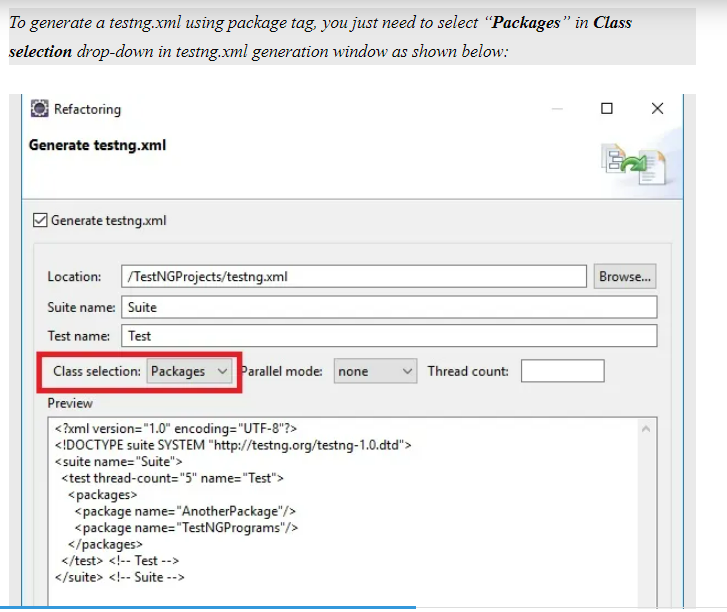 To generate a testng.xml using package tag, you just need to select “Packages” in Class
selection drop-down in testng.xml generation window as shown below:
Refactoring
Generate testng.xml
Generate testng.xml
Location: /TestNGProjects/testng.xml Browse...
Suite name: Suite
Test name: Test
Class selection: Packages Parallel mode: none Thread count:
Preview
<?xml version="1.0" encoding="UTF-8"?>
<!DOCTYPE suite SYSTEM "http://testng.org/testng-1.0.dtd">
<suite name="Suite">
<test thread-count="5" name="Test">
<packages>
<package name="AnotherPackage"/>
<package name="TestNGPrograms"/>
</packages>
</test> <!-- Test -->
</suite> <!-- Suite -->